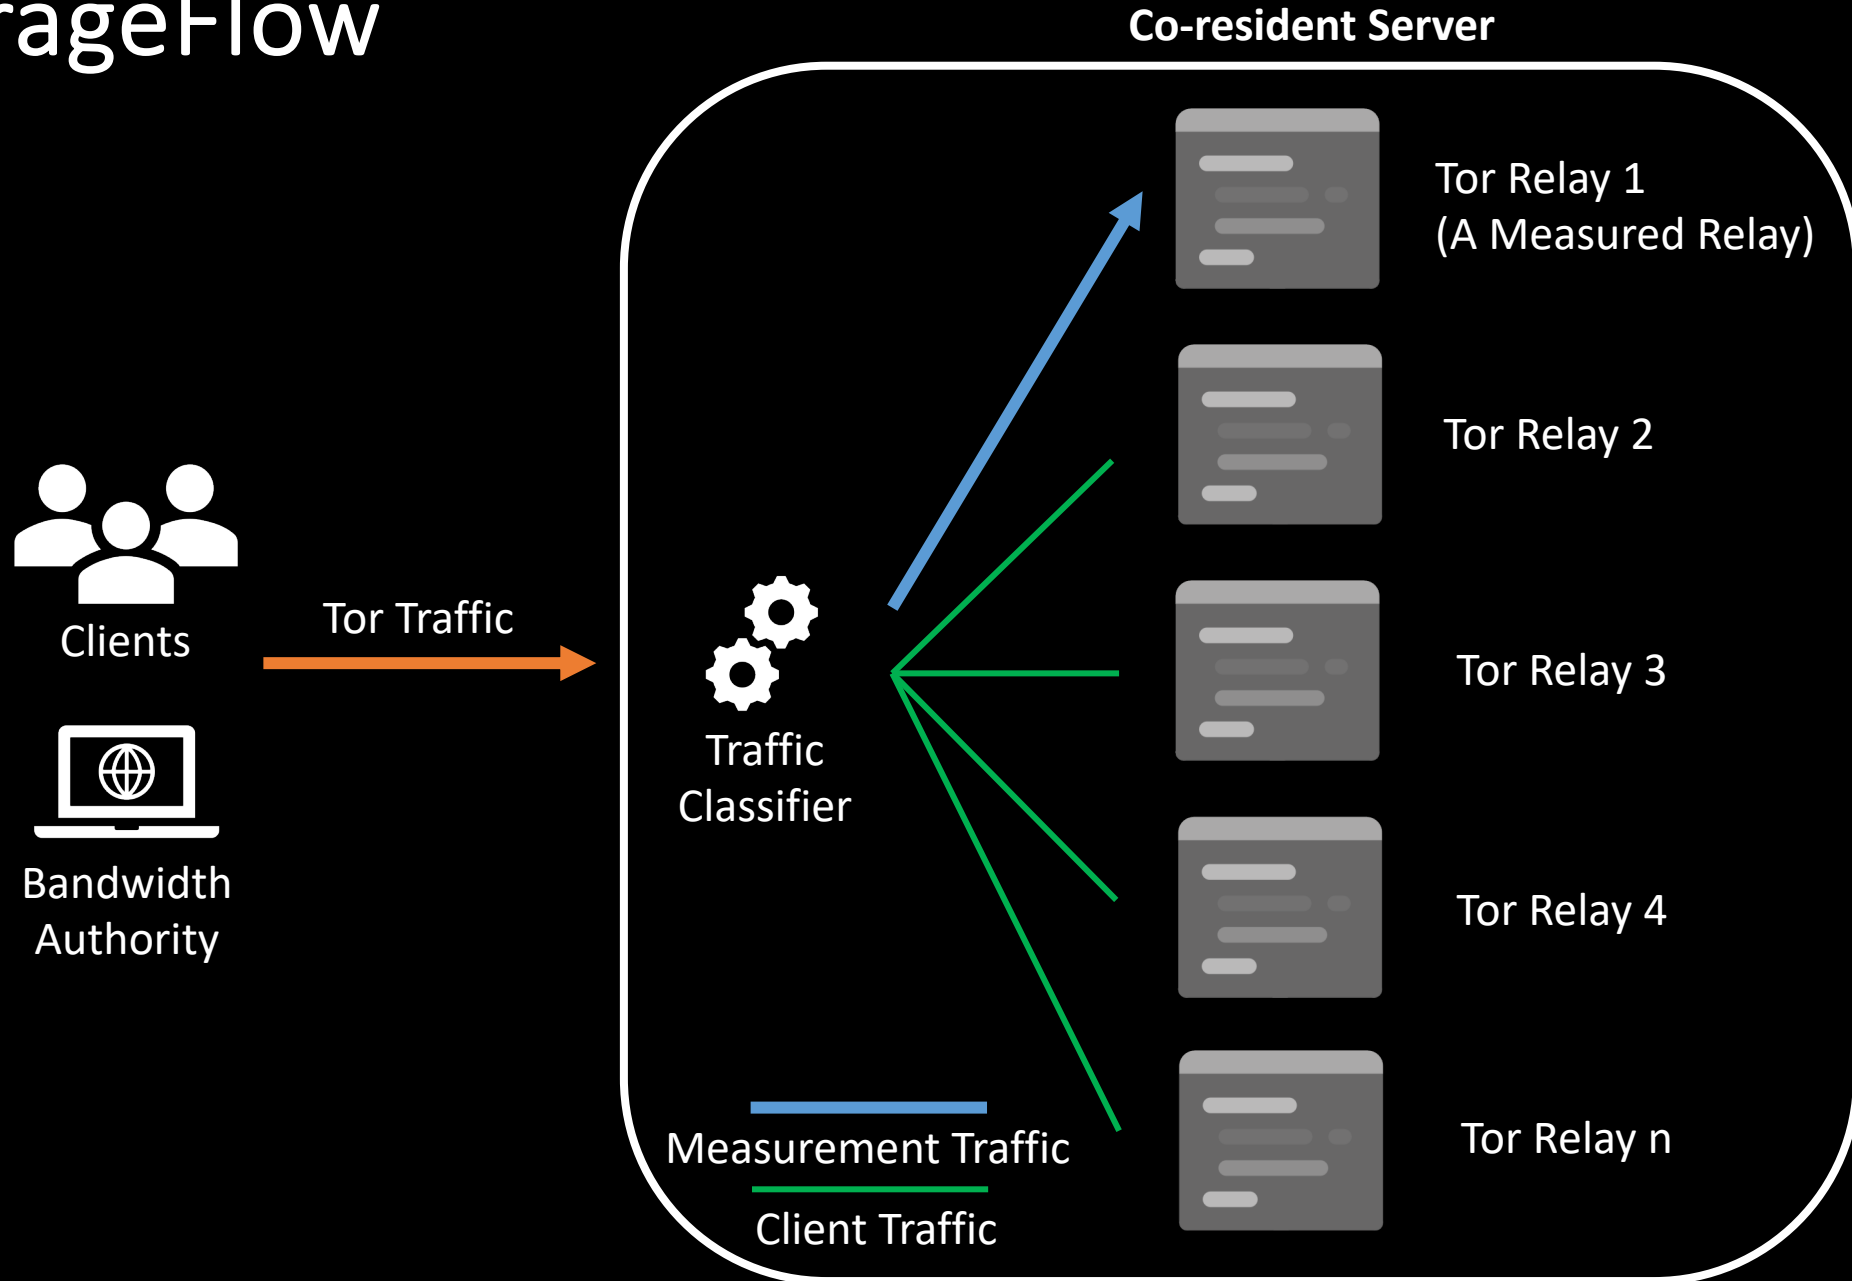 rageFlow
Co-resident Server
Tor Relay 1
(A Measured Relay)
Tor Relay 2
Clients
Tor Traffic
Tor Relay 3
Traffic
Classifier
Bandwidth
Authority
Tor Relay 4
Measurement Traffic
Client Traffic
Tor Relay n